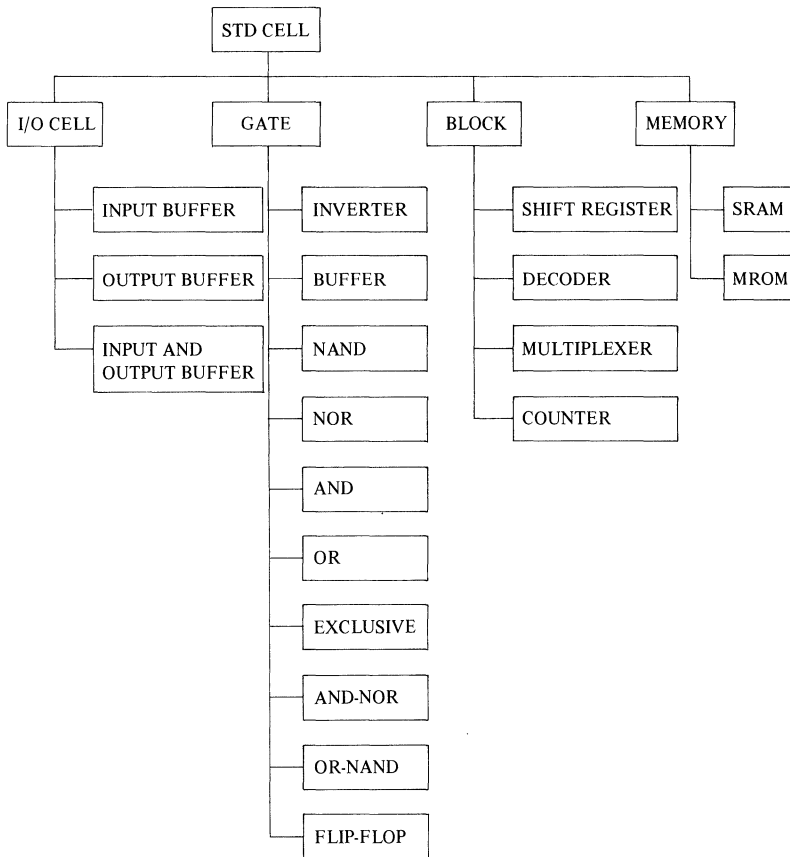 STD CELL
I/O CELL
GATE
BLOCK
MEMORY
INPUT BUFFER
OUTPUT BUFFER
INPUT AND
OUTPUT BUFFER
INVERTER
BUFFER
NAND
NOR
AND
OR
EXCLUSIVE
AND-NOR
OR-NAND
FLIP-FLOP
SHIFT REGISTER
DECODER
MULTIPLEXER
COUNTER
SRAM
MROM